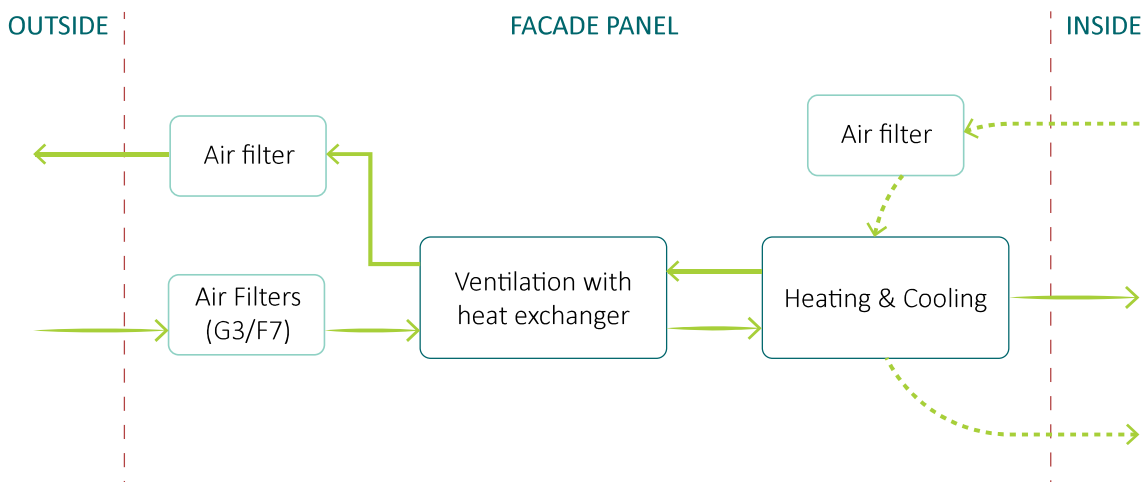 OUTSIDE
FACADE PANEL
INSIDE
Air filter
Air filter
Ventilation with
heat exchanger
Heating & Cooling
Air Filters
(G3/F7)